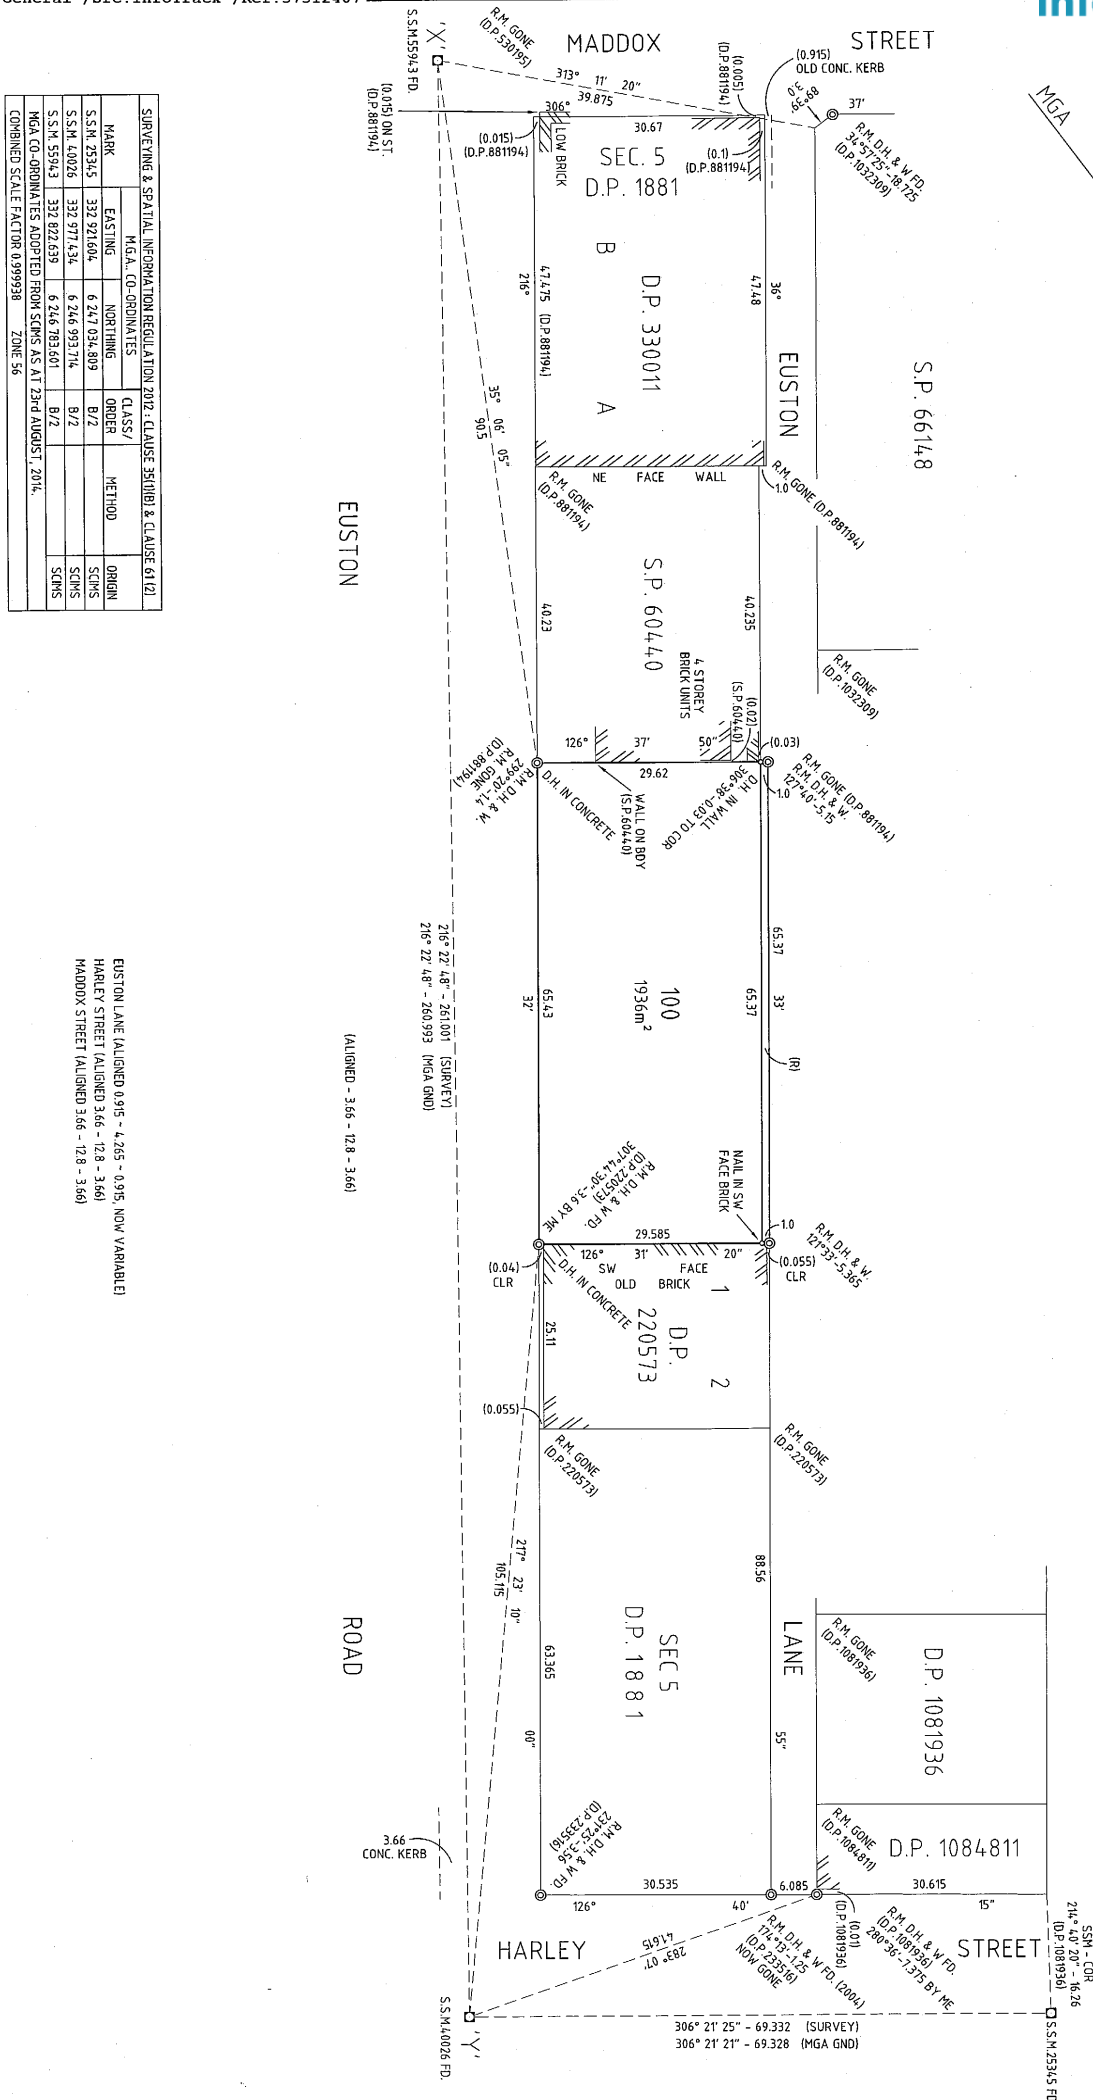 General /Src:InfoTrack /Ref:37312407
MGA
MADDOX
STREET
S.S.M.55943 FD.
'X'
R.M. GONE
(D.P.530195)
313° 11' 20"
39.875
(0.005)
(D.P.881194)
(0.915)
OLD CONC. KERB
89°39'
3.0
37'
R.M. D.H. & W FD.
34°57'25"-18.725
(D.P.1032309)
(0.015) ON ST.
(D.P.881194)
306°
30.67
(0.015)
(D.P.881194)
LOW BRICK
SEC. 5
D.P. 1881
(0.1)
(D.P.881194)
B
D.P. 330011
A
47.475 (D.P.881194)
216°
47.48
36°
EUSTON
S.P. 66148
35° 06' 05"
90.5
NE FACE WALL
R.M. GONE
(D.P.881194)
1.0
R.M. GONE (D.P.881194)
EUSTON
40.23
S.P. 60440
40.235
4 STOREY
BRICK UNITS
(0.02)
(S.P.60440)
R.M. GONE
(D.P.1032309)
126° 37' 50"
29.62
(0.03)
1.0
R.M. GONE (D.P.881194)
R.M. D.H. & W.
127°40'-5.15
R.M. D.H. & W.
299°20'-1.4
R.M. GONE
(D.P.881194)
D.H. IN CONCRETE
WALL ON BDY
(S.P.60440)
D.H. IN WALL
306°38'-0.03 TO COR
65.37
33'
(R)
65.37
100
1936m²
65.43
32'
216° 22' 48" - 261.001 (SURVEY)
216° 22' 48" - 260.993 (MGA GND)
(ALIGNED - 3.66 - 12.8 - 3.66)
EUSTON LANE (ALIGNED 0.915 ~ 4.265 ~ 0.915, NOW VARIABLE)
HARLEY STREET (ALIGNED 3.66 - 12.8 - 3.66)
MADDOX STREET (ALIGNED 3.66 - 12.8 - 3.66)
NAIL IN SW
FACE BRICK
R.M. D.H. & W FD.
(D.P.220573)
307°44'30"-3.6 BY ME
29.585
126° 31' 20"
SW FACE
OLD BRICK
1.0
(0.055)
CLR
R.M. D.H. & W.
121°33'-5.365
(0.04)
CLR
D.H. IN CONCRETE
25.11
1
D.P.
220573
2
(0.055)
R.M. GONE
(D.P.220573)
R.M. GONE
(D.P.220573)
217° 23' 10"
105.115
88.56
55"
LANE
SEC 5
D.P. 1881
63.365
00"
ROAD
R.M. GONE
(D.P.1081936)
D.P. 1081936
R.M. GONE
(D.P.1084811)
D.P. 1084811
3.66
CONC. KERB
R.M. D.H. & W FD.
231°25'-3.56
(D.P.233516)
30.535
126° 40'
6.085
30.615
15"
(0.01)
(D.P.1081936)
R.M. D.H. & W FD. (2004)
174°13'-1.25
(D.P.233516)
NOW GONE
R.M. D.H. & W FD.
(D.P.1081936)
280°36'-7.375 BY ME
283° 07'
41.615
HARLEY
STREET
SSM - COR
214° 40' 20" - 16.26
(D.P.1081936)
S.S.M.25345 FD
306° 21' 25" - 69.332 (SURVEY)
306° 21' 21" - 69.328 (MGA GND)
'Y'
S.S.M.40026 FD.
SURVEYING & SPATIAL INFORMATION REGULATION 2012 : CLAUSE 35(1)(B) & CLAUSE 61 (2)
MARK M.G.A. CO-ORDINATES CLASS/ORDER METHOD ORIGIN
EASTING NORTHING
S.S.M. 25345 332 921.604 6 247 034.809 B/2 SCIMS
S.S.M. 40026 332 977.434 6 246 993.714 B/2 SCIMS
S.S.M. 55943 332 822.639 6 246 783.601 B/2 SCIMS
MGA CO-ORDINATES ADOPTED FROM SCIMS AS AT 23rd AUGUST, 2014.
COMBINED SCALE FACTOR 0.999938 ZONE 56